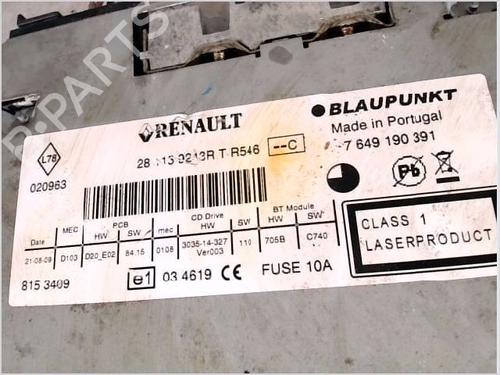 RENAULT
BLAUPUNKT
Made in Portugal
7 649 190 391
L78
020963
T R546
--C
Pb
Date MEC PCB HW SW mec CD Drive HW SW BT Module HW SW
21-08-09 D103 D20_E02 84.15 0108 3035-14-327 Ver003 110 705B C740
CLASS 1
LASERPRODUCT
815 3409
e1 03 4619 CE FUSE 10A
B-PARTS